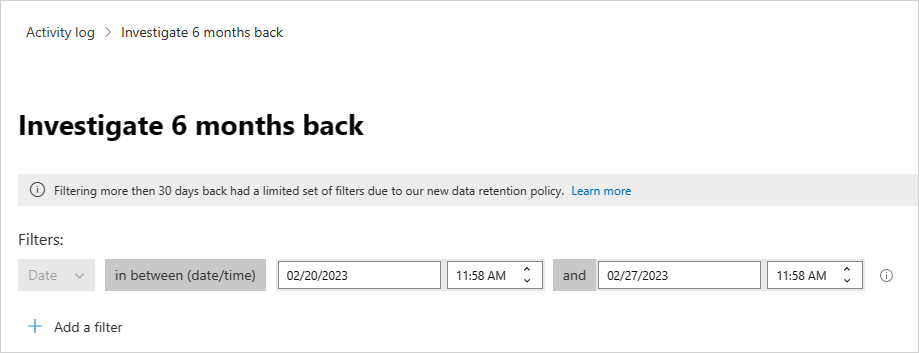 Activity log > Investigate 6 months back
Investigate 6 months back
Filtering more then 30 days back had a limited set of filters due to our new data retention policy. Learn more
Filters:
Date in between (date/time) 02/20/2023 11:58 AM and 02/27/2023 11:58 AM
+ Add a filter